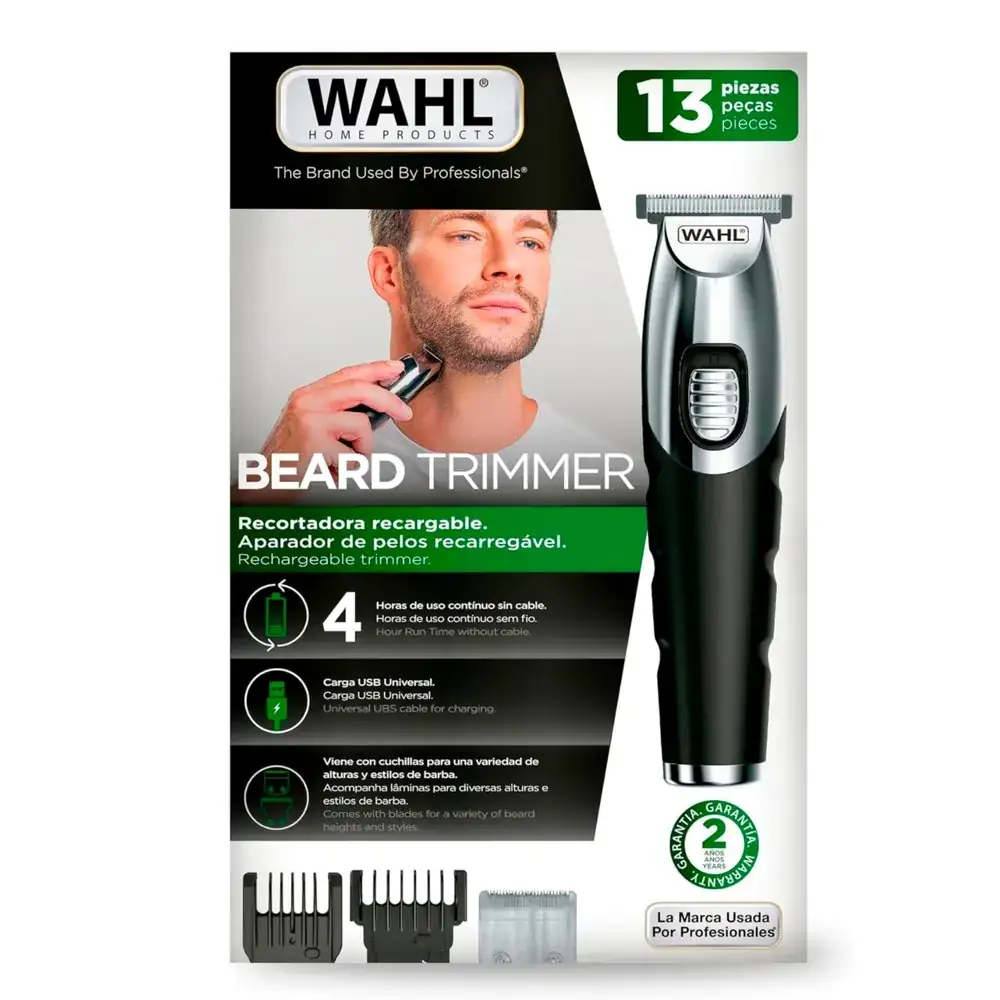 WAHL®
HOME PRODUCTS
The Brand Used By Professionals®
13 piezas
peças
pieces
WAHL®
BEARD TRIMMER
Recortadora recargable.
Aparador de pelos recarregável.
Rechargeable trimmer.
4
Horas de uso contínuo sin cable.
Horas de uso contínuo sem fio.
Hour Run Time without cable.
Carga USB Universal.
Carga USB Universal.
Universal UBS cable for charging.
Viene con cuchillas para una variedad de
alturas y estilos de barba.
Acompanha lâminas para diversas alturas e
estilos de barba.
Comes with blades for a variety of beard
heights and styles.
GARANTIA. GARANTÍA. WARRANTY.
2
AÑOS
ANOS
YEARS
La Marca Usada
Por Profesionales®